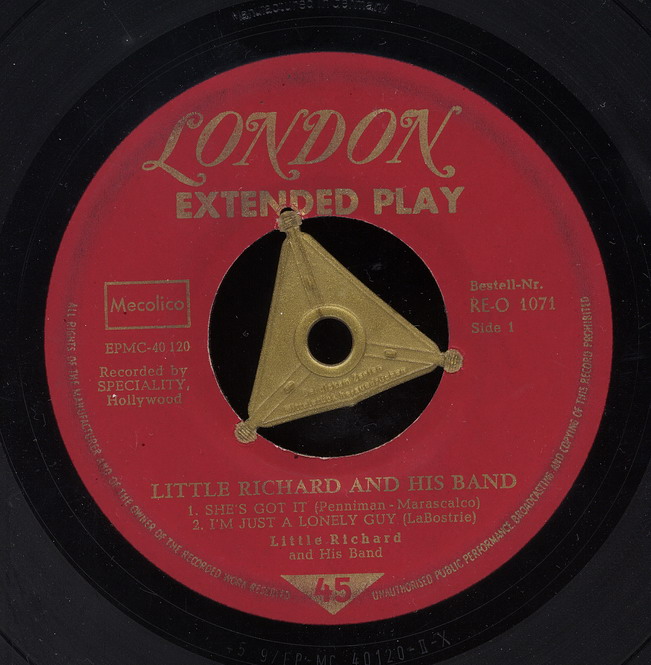 Manufactured in Germany
LONDON
EXTENDED PLAY
Mecolico
EPMC-40 120
Recorded by
SPECIALITY,
Hollywood
Bestell-Nr.
RE-O 1071
Side 1
LITTLE RICHARD AND HIS BAND
1. SHE'S GOT IT (Penniman - Marascalco)
2. I'M JUST A LONELY GUY (LaBostrie)
Little Richard
and His Band
45
ALL RIGHTS OF THE MANUFACTURER AND OF THE OWNER OF THE RECORDED WORK RESERVED
UNAUTHORISED PUBLIC PERFORMANCE BROADCASTING AND COPYING OF THIS RECORD PROHIBITED